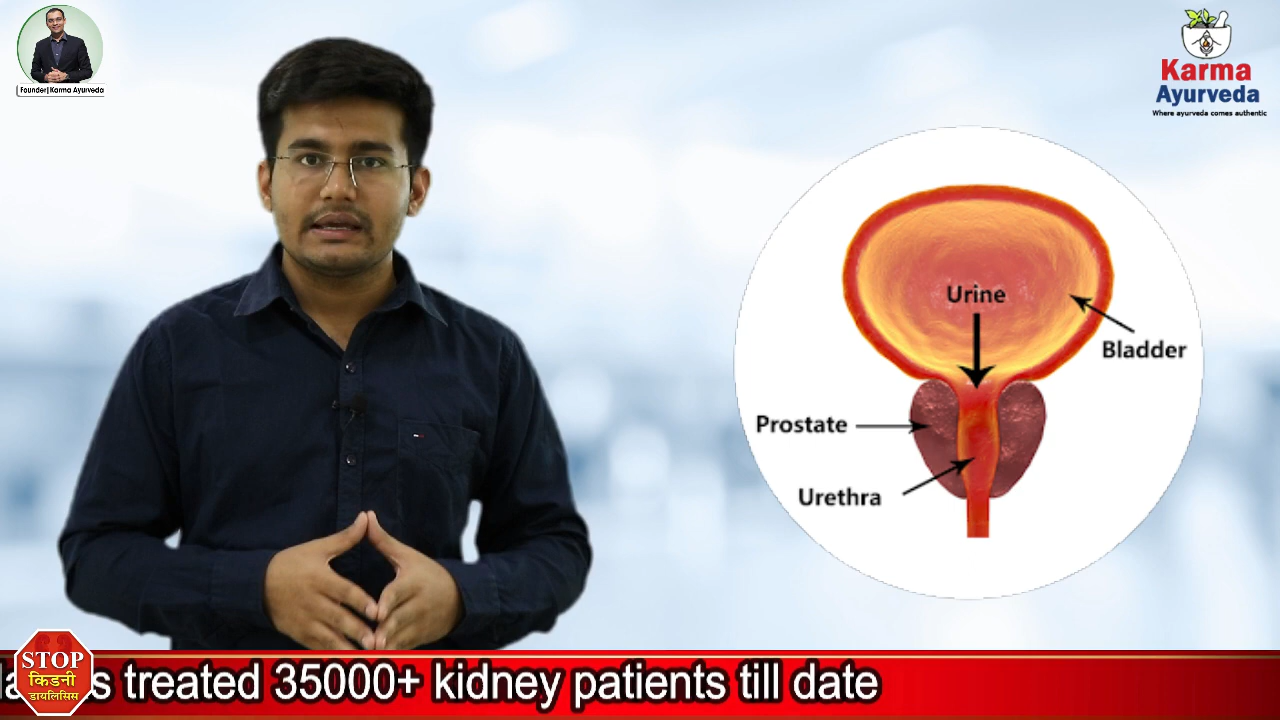 Founder|Karma Ayurveda
Karma
Ayurveda
Where ayurveda comes authentic
Urine
Bladder
Prostate
Urethra
STOP
किडनी
डायलिसिस
treated 35000+ kidney patients till date